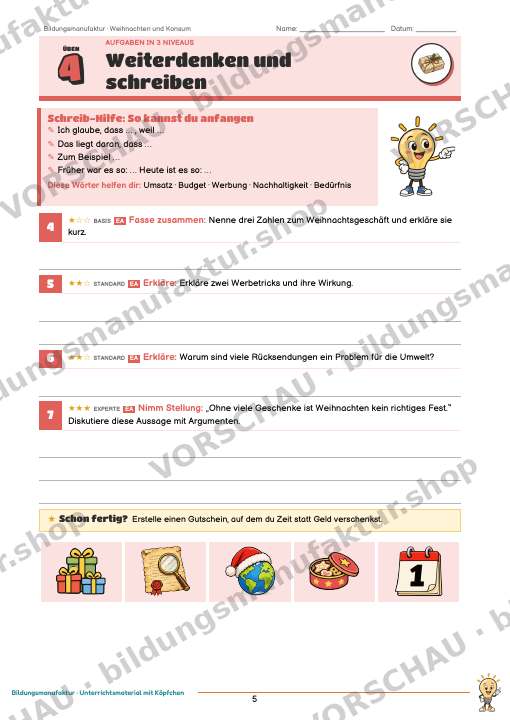 Bildungsmanufaktur · Weihnachten und Konsum
Name: ____________ Datum: ____________
ÜBEN
4
AUFGABEN IN 3 NIVEAUS
Weiterdenken und
schreiben
Schreib-Hilfe: So kannst du anfangen
✎ Ich glaube, dass …, weil …
✎ Das liegt daran, dass …
✎ Zum Beispiel …
✎ Früher war es so: … Heute ist es so: …
Diese Wörter helfen dir: Umsatz · Budget · Werbung · Nachhaltigkeit · Bedürfnis
4 ★☆☆ BASIS EA Fasse zusammen: Nenne drei Zahlen zum Weihnachtsgeschäft und erkläre sie
kurz.
5 ★★☆ STANDARD EA Erkläre: Erkläre zwei Werbetricks und ihre Wirkung.
6 ★★☆ STANDARD EA Erkläre: Warum sind viele Rücksendungen ein Problem für die Umwelt?
7 ★★★ EXPERTE EA Nimm Stellung: „Ohne viele Geschenke ist Weihnachten kein richtiges Fest.“
Diskutiere diese Aussage mit Argumenten.
★ Schon fertig? Erstelle einen Gutschein, auf dem du Zeit statt Geld verschenkst.
1
Bildungsmanufaktur · Unterrichtsmaterial mit Köpfchen
5
VORSCHAU · bildungsmanufaktur.shop